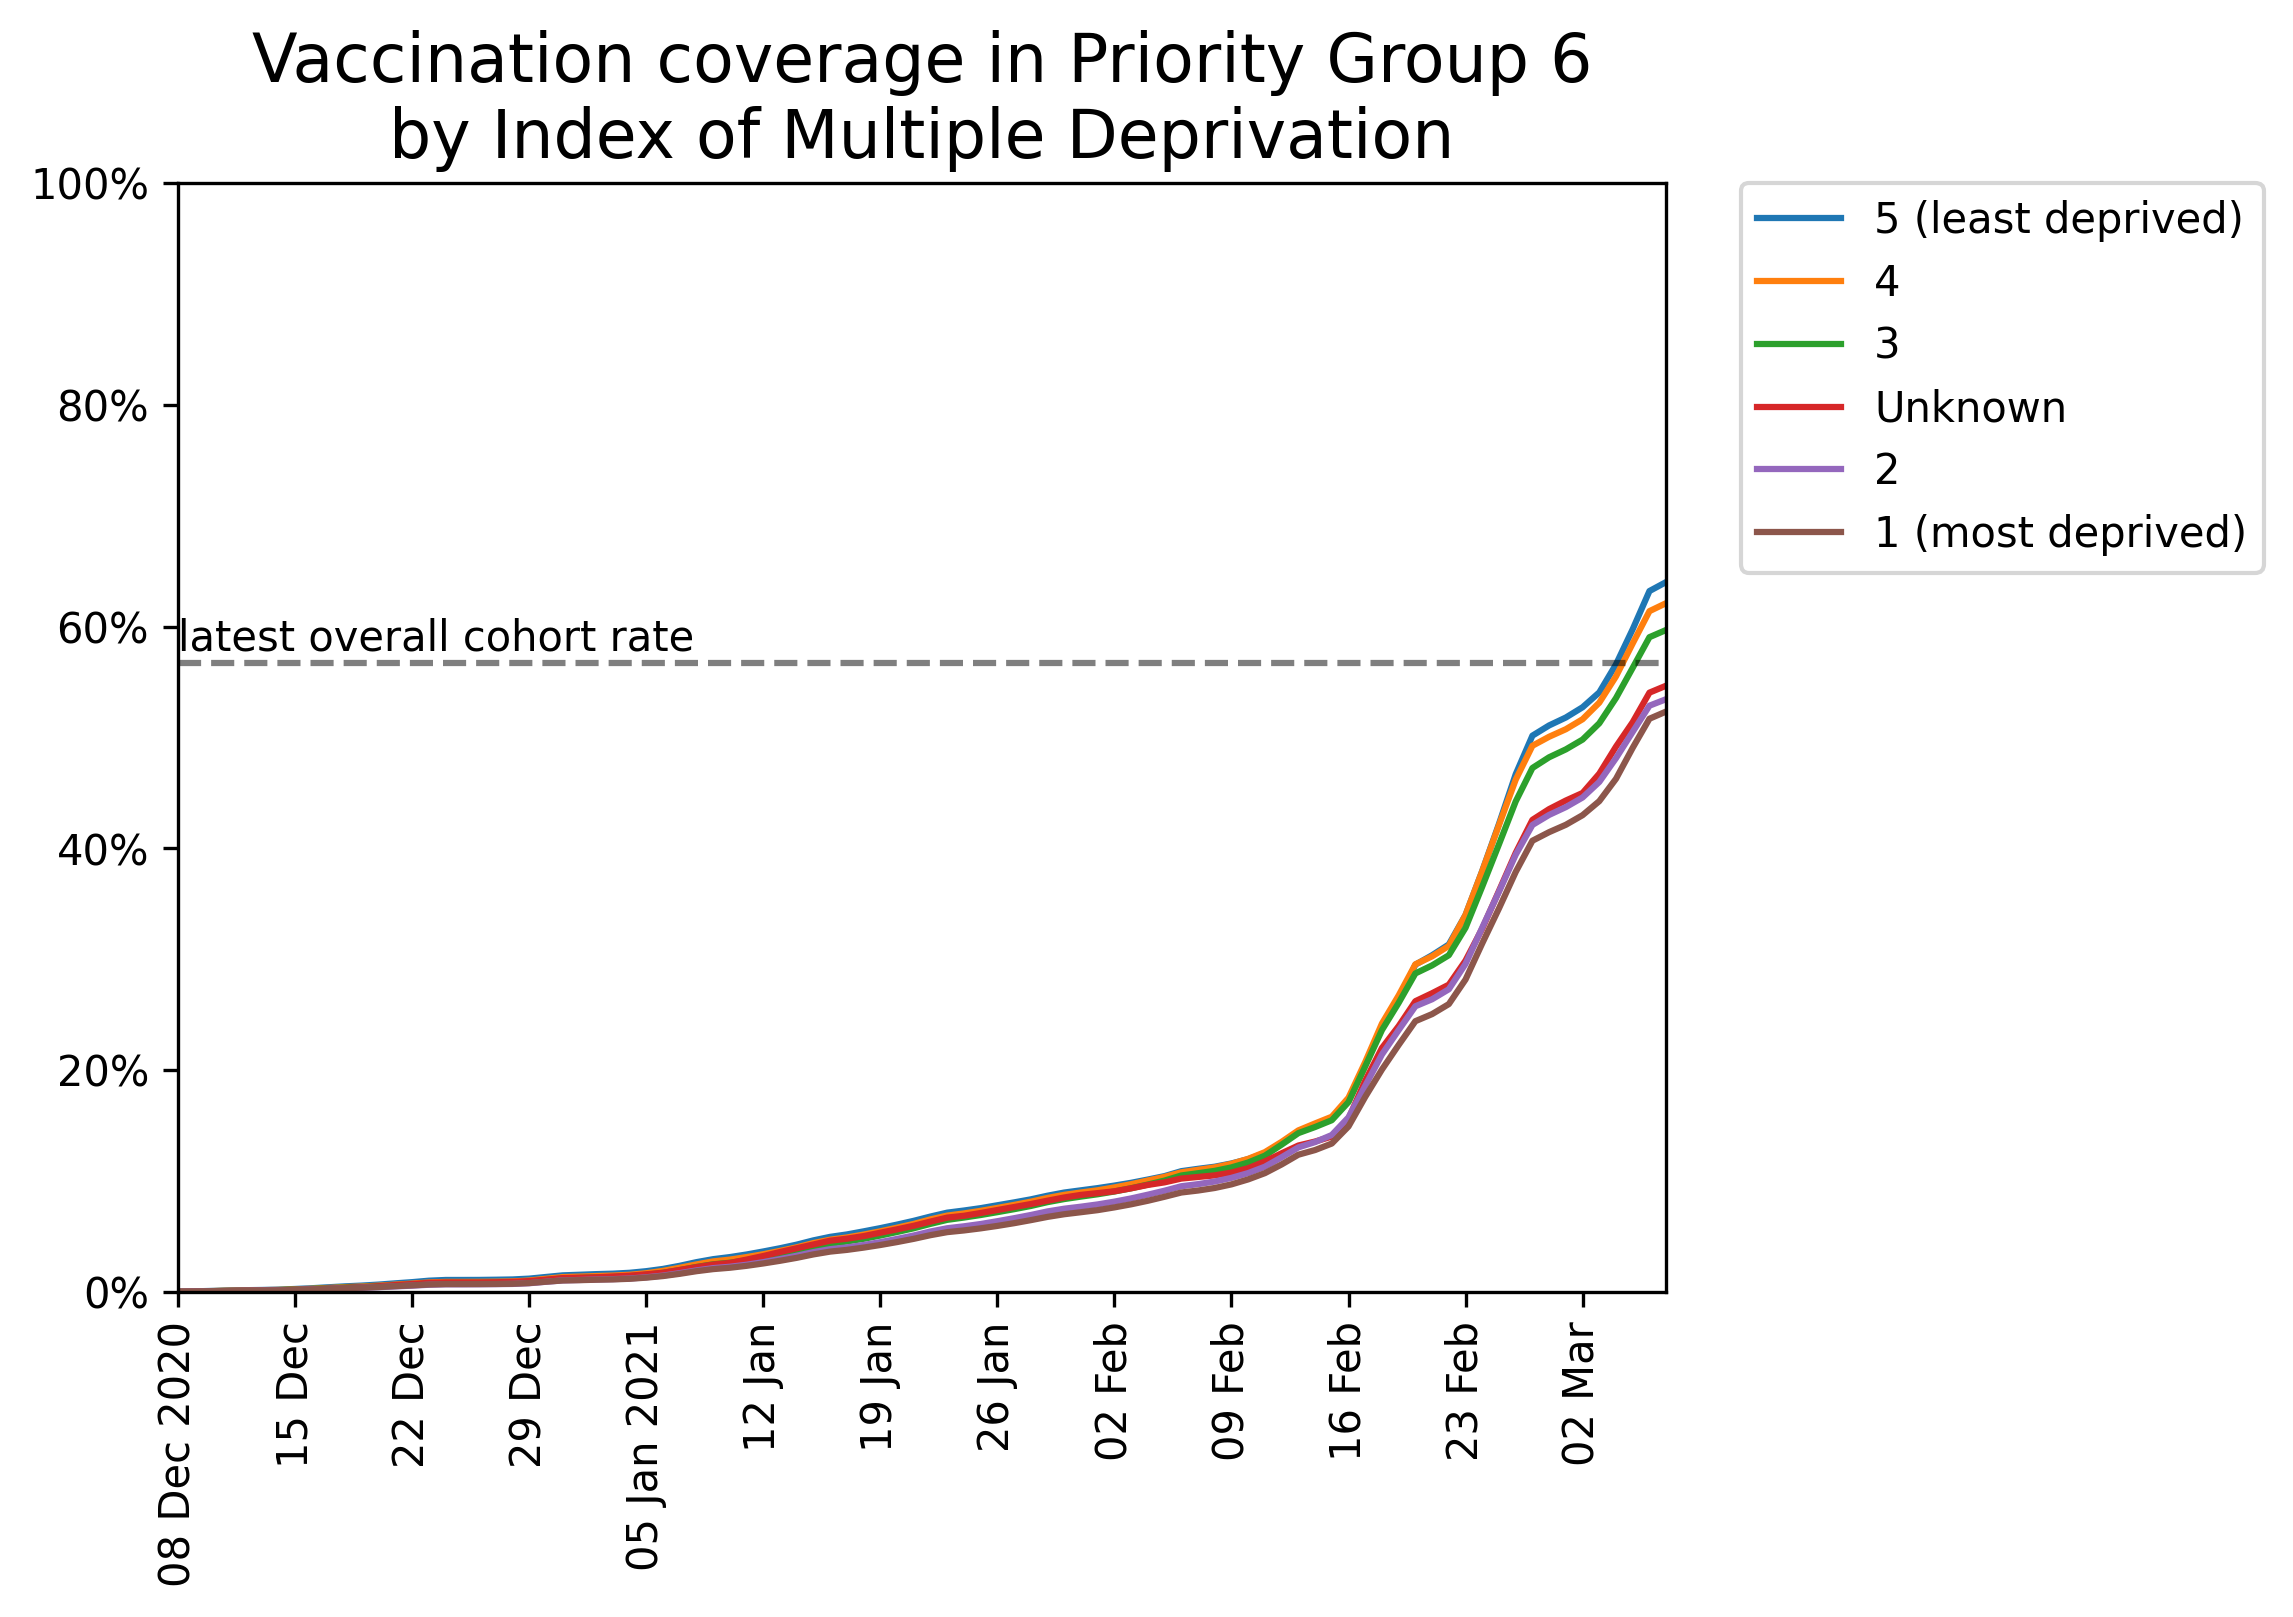 Vaccination coverage in Priority Group 6
by Index of Multiple Deprivation
100%
80%
60%
40%
20%
0%
latest overall cohort rate
08 Dec 2020
15 Dec
22 Dec
29 Dec
05 Jan 2021
12 Jan
19 Jan
26 Jan
02 Feb
09 Feb
16 Feb
23 Feb
02 Mar
5 (least deprived)
4
3
Unknown
2
1 (most deprived)